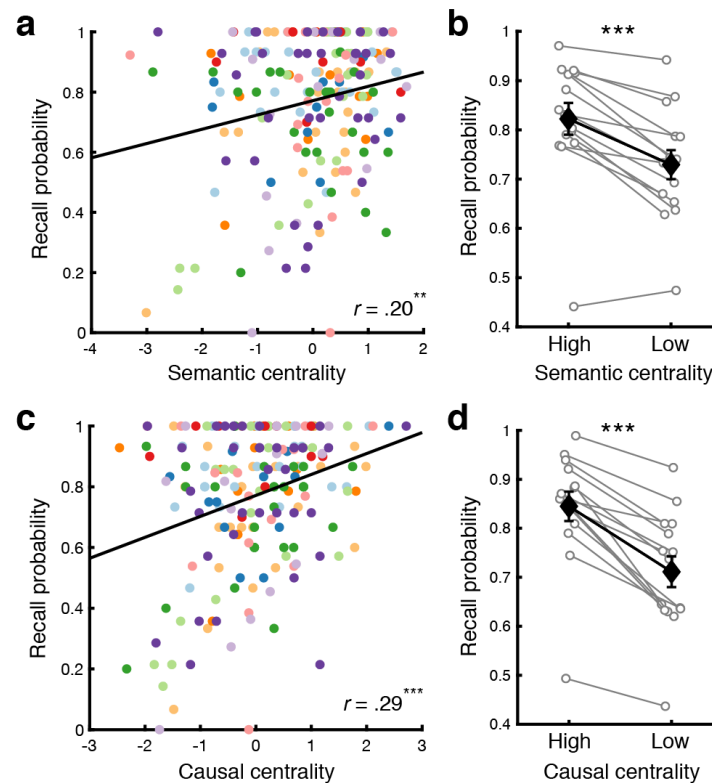 a
Recall probability
1
0.8
0.6
0.4
0.2
0
r = .20**
-4 -3 -2 -1 0 1 2
Semantic centrality
b
***
Recall probability
1
0.9
0.8
0.7
0.6
0.5
0.4
High Low
Semantic centrality
c
Recall probability
1
0.8
0.6
0.4
0.2
0
r = .29***
-3 -2 -1 0 1 2 3
Causal centrality
d
***
Recall probability
1
0.9
0.8
0.7
0.6
0.5
0.4
High Low
Causal centrality